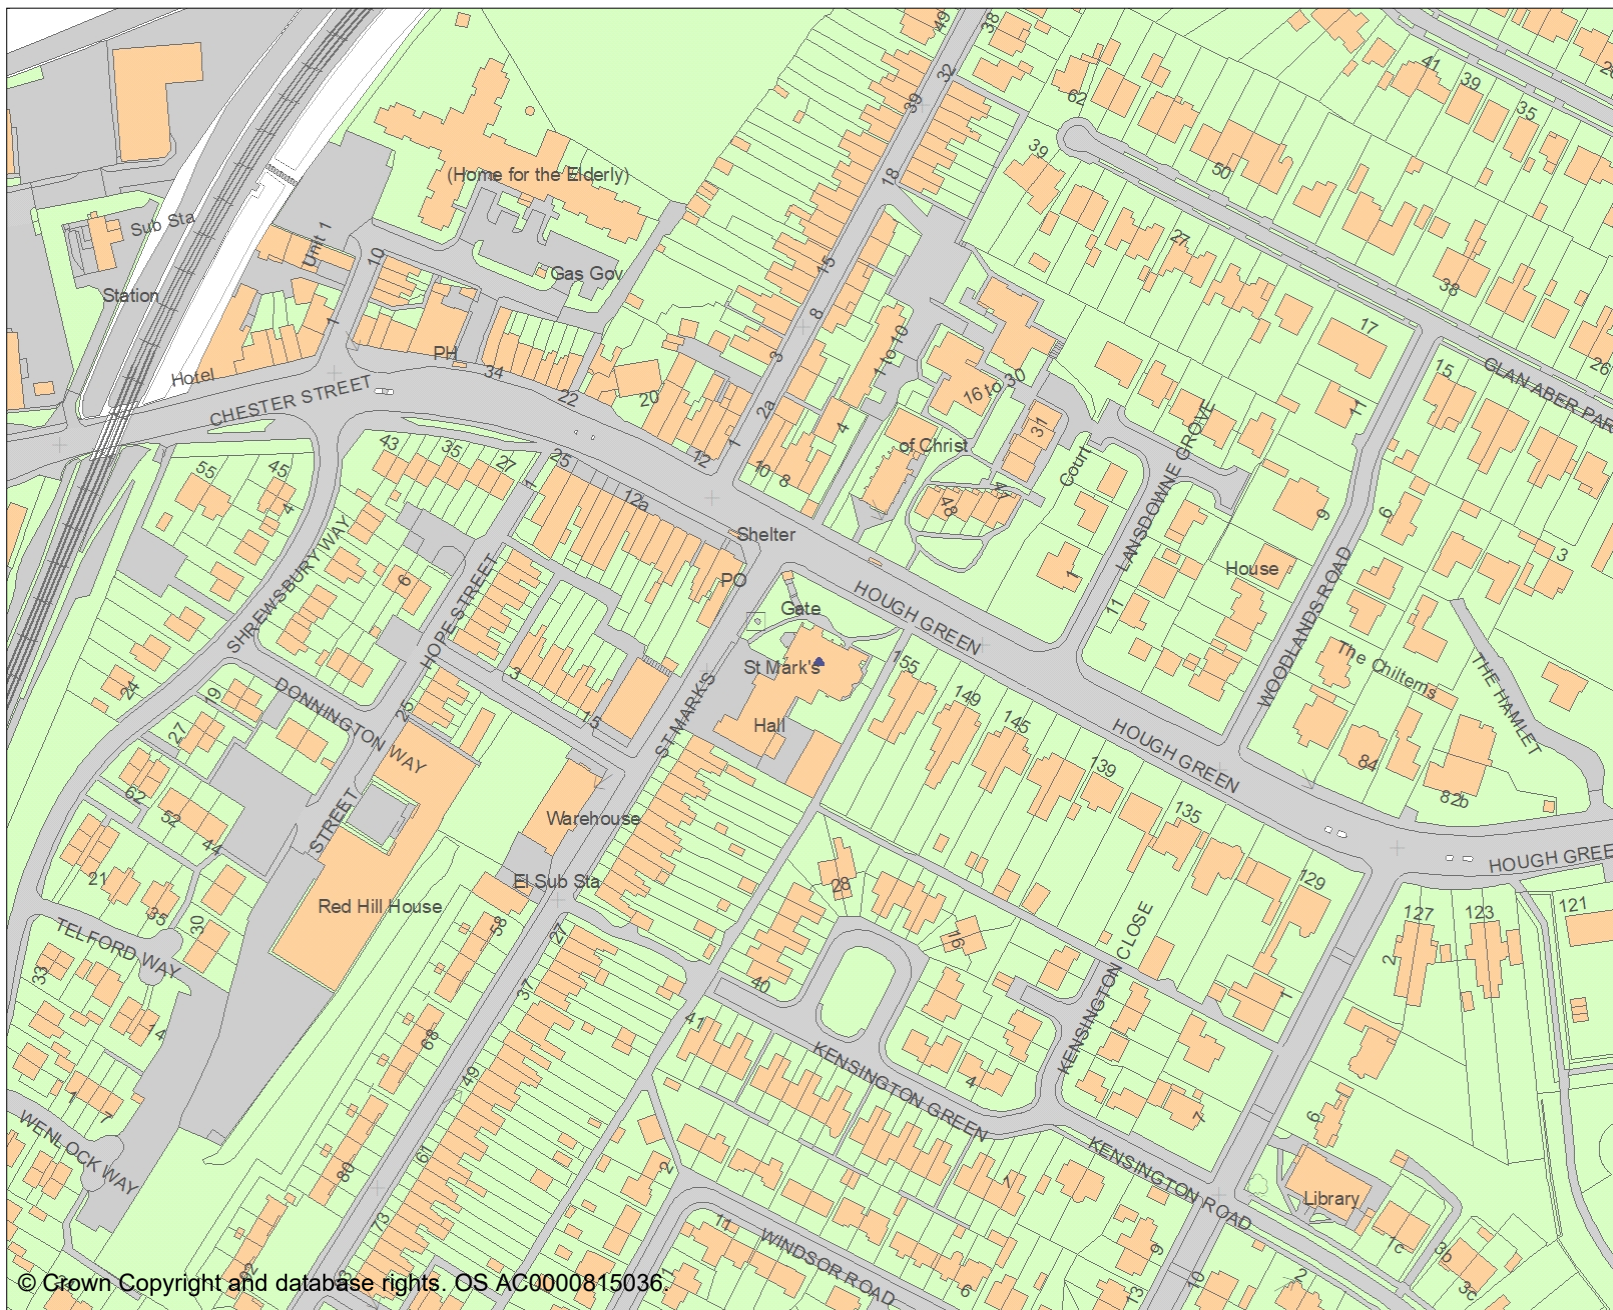 49
38
32
39
62
41
39
35
50
39
18
(Home for the Elderly)
Sub Sta
Unit 1
10
Gas Gov
27
38
Station
15
8
1
17
GLAN ABER PAR
26
PH
34
22
20
3
1 to 10
16 to 30
15
11
Hotel
CHESTER STREET
2a
4
of Christ
31
Court
LANSDOWNE GROVE
43
35
27
25
1
12
1
10
8
48
47
9
6
55
45
4
12a
Shelter
PO
HOUGH GREEN
1
11
House
3
WOODLANDS ROAD
SHREWSBURY WAY
6
HOPE STREET
Gate
St Mark's
Hall
ST MARK'S
155
149
145
The Chilterns
THE HAMLET
24
19
27
DONNINGTON WAY
25
3
15
HOUGH GREEN
139
135
84
82b
62
52
44
STREET
Warehouse
El Sub Sta
28
129
HOUGH GREE
21
35
30
Red Hill House
58
27
16
KENSINGTON CLOSE
127
123
121
2
TELFORD WAY
33
14
37
40
41
1
68
49
KENSINGTON GREEN
4
7
6
1
7
WENLOCK WAY
61
80
2
7
KENSINGTON ROAD
Library
73
11
WINDSOR ROAD
6
9
13
10
2
1c
3b
3c
© Crown Copyright and database rights. OS AC0000815036.